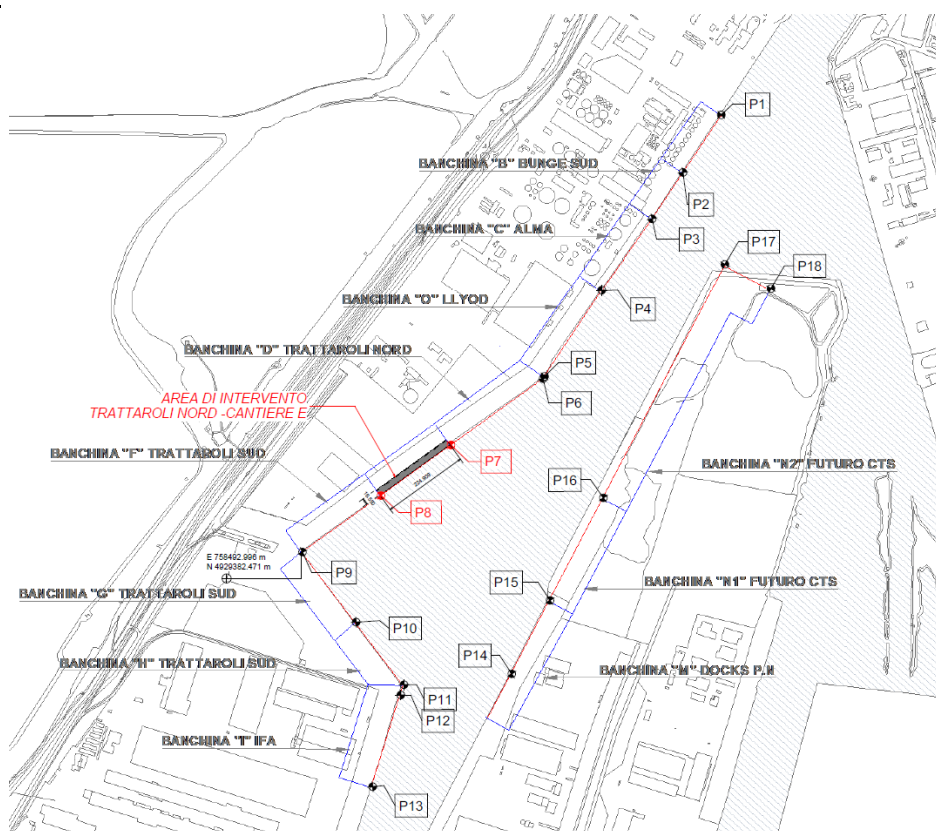 P1
BANCHINA "B" BUNGE SUD
P2
BANCHINA "C" ALMA
P3
P17
P18
BANCHINA "O" LLYOD
P4
BANCHINA "D" TRATTAROLI NORD
P5
P6
AREA DI INTERVENTO
TRATTAROLI NORD -CANTIERE E
BANCHINA "F" TRATTAROLI SUD
P7
BANCHINA "N2" FUTURO CTS
P16
P8
E 758492.996 m
N 4929382.471 m
P9
BANCHINA "N1" FUTURO CTS
P15
BANCHINA "G" TRATTAROLI SUD
P10
P14
BANCHINA "H" TRATTAROLI SUD
BANCHINA "M" DOCKS P.N
P11
P12
BANCHINA "I" IFA
P13